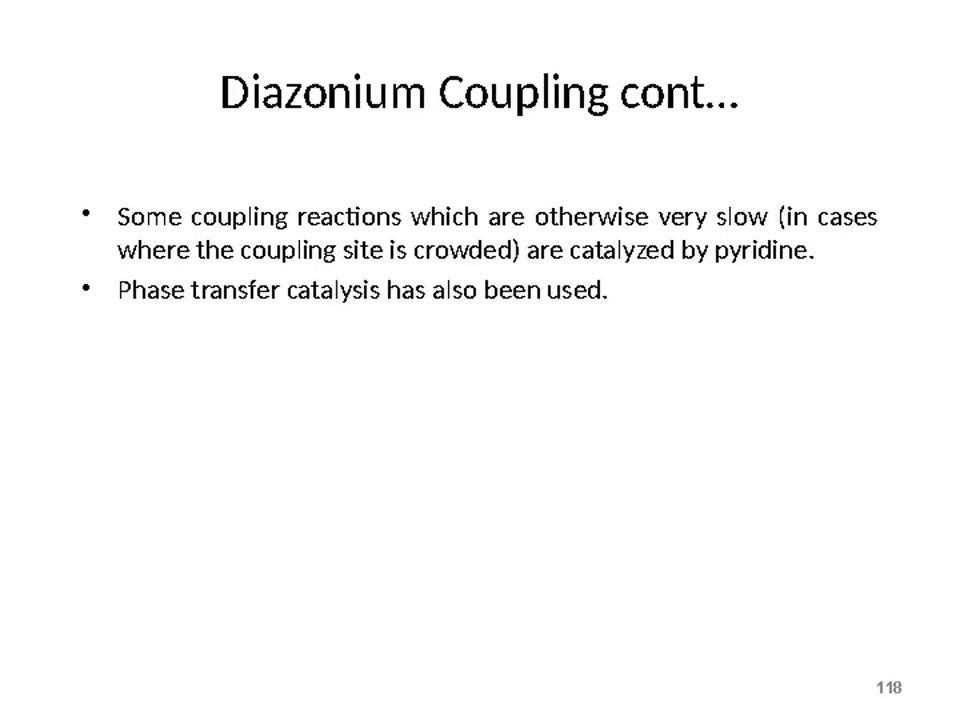 Diazonium Coupling cont...
• Some coupling reactions which are otherwise very slow (in cases
where the coupling site is crowded) are catalyzed by pyridine.
• Phase transfer catalysis has also been used.
118